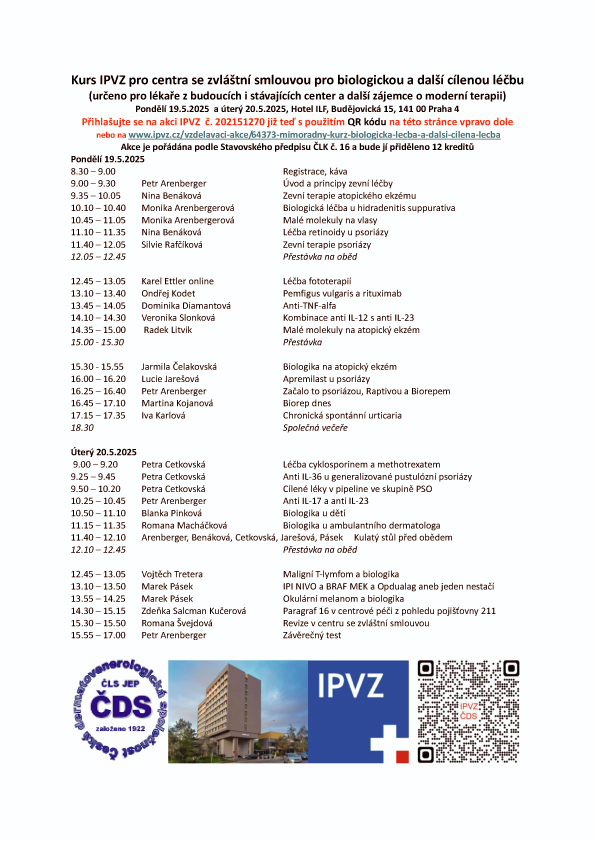 Kurs IPVZ pro centra se zvláštní smlouvou pro biologickou a další cílenou léčbu
(určeno pro lékaře z budoucích i stávajících center a další zájemce o moderní terapii)
Pondělí 19.5.2025 a úterý 20.5.2025, Hotel ILF, Budějovická 15, 141 00 Praha 4
Přihlašujte se na akci IPVZ č. 202151270 již teď s použitím QR kódu na této stránce vpravo dole
nebo na www.ipvz.cz/vzdelavaci-akce/64373-mimoradny-kurz-biologicka-lecba-a-dalsi-cilena-lecba
Akce je pořádána podle Stavovského předpisu ČLK č. 16 a bude jí přiděleno 12 kreditů
Pondělí 19.5.2025
8.30 – 9.00 Registrace, káva
9.00 – 9.30 Petr Arenberger Úvod a principy zevní léčby
9.35 – 10.05 Nina Benáková Zevní terapie atopického ekzému
10.10 – 10.40 Monika Arenbergerová Biologická léčba u hidradenitis suppurativa
10.45 – 11.05 Monika Arenbergerová Malé molekuly na vlasy
11.10 – 11.35 Nina Benáková Léčba retinoidy u psoriázy
11.40 – 12.05 Silvie Rafčíková Zevní terapie psoriázy
12.05 – 12.45 Přestávka na oběd
12.45 – 13.05 Karel Ettler online Léčba fototerapií
13.10 – 13.40 Ondřej Kodet Pemfigus vulgaris a rituximab
13.45 – 14.05 Dominika Diamantová Anti-TNF-alfa
14.10 – 14.30 Veronika Slonková Kombinace anti IL-12 s anti IL-23
14.35 – 15.00 Radek Litvik Malé molekuly na atopický ekzém
15.00 - 15.30 Přestávka
15.30 - 15.55 Jarmila Čelakovská Biologika na atopický ekzém
16.00 – 16.20 Lucie Jarešová Apremilast u psoriázy
16.25 – 16.40 Petr Arenberger Začalo to psoriázou, Raptivou a Biorepem
16.45 – 17.10 Martina Kojanová Biorep dnes
17.15 – 17.35 Iva Karlová Chronická spontánní urticaria
18.30 Společná večeře
Úterý 20.5.2025
9.00 – 9.20 Petra Cetkovská Léčba cyklosporinem a methotrexatem
9.25 – 9.45 Petra Cetkovská Anti IL-36 u generalizované pustulózní psoriázy
9.50 – 10.20 Petra Cetkovská Cílené léky v pipeline ve skupině PSO
10.25 – 10.45 Petr Arenberger Anti IL-17 a anti IL-23
10.50 – 11.10 Blanka Pinková Biologika u dětí
11.15 – 11.35 Romana Macháčková Biologika u ambulantního dermatologa
11.40 – 12.10 Arenberger, Benáková, Cetkovská, Jarešová, Pásek Kulatý stůl před obědem
12.10 – 12.45 Přestávka na oběd
12.45 – 13.05 Vojtěch Tretera Maligní T-lymfom a biologika
13.10 – 13.50 Marek Pásek IPI NIVO a BRAF MEK a Opdualag aneb jeden nestačí
13.55 – 14.25 Marek Pásek Okulární melanom a biologika
14.30 – 15.15 Zdeňka Salcman Kučerová Paragraf 16 v centrové péči z pohledu pojišťovny 211
15.30 – 15.50 Romana Švejdová Revize v centru se zvláštní smlouvou
15.55 – 17.00 Petr Arenberger Závěrečný test
Česká dermatovenerologická společnost
ČLS JEP
ČDS
založeno 1922
IPVZ
IPVZ
ČDS